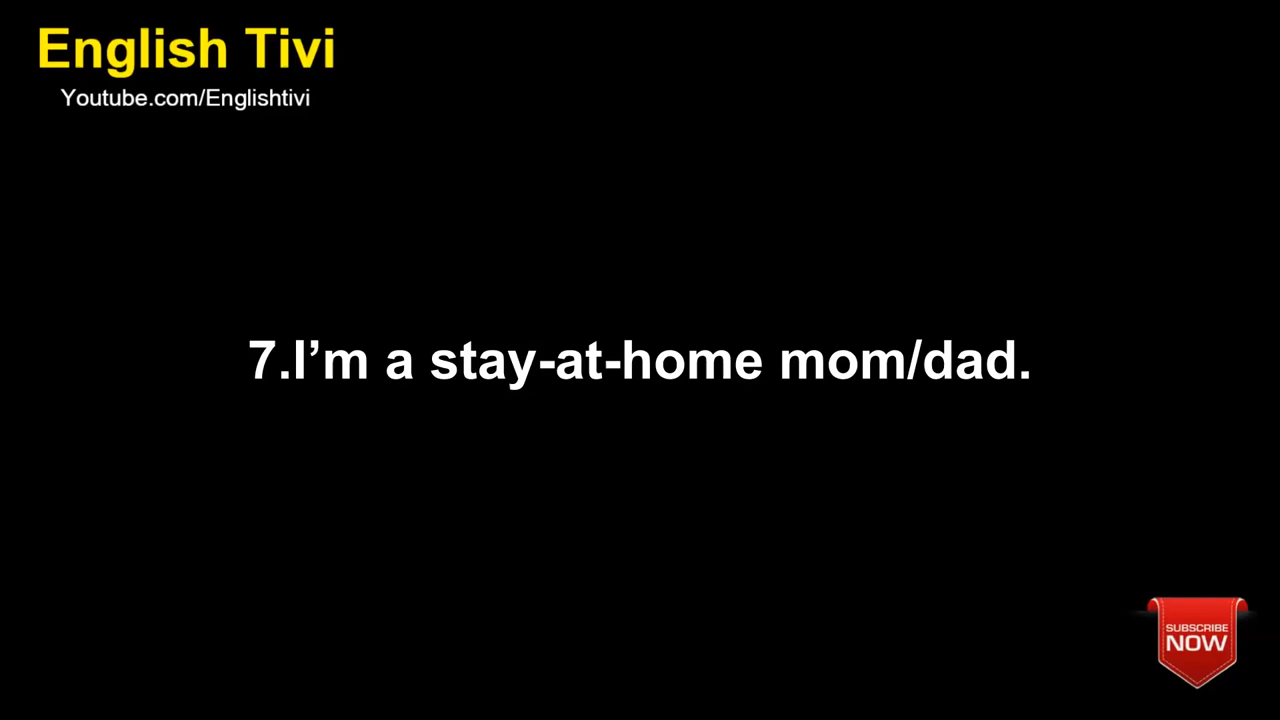 English Tivi
Youtube.com/Englishtivi
7.I’m a stay-at-home mom/dad.
SUBSCRIBE
NOW